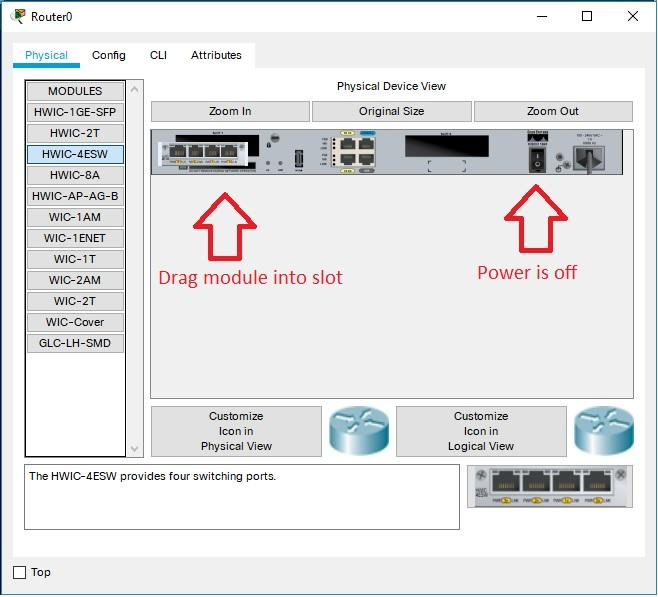 Router0
Physical
Config
CLI
Attributes
MODULES
HWIC-1GE-SFP
HWIC-2T
HWIC-4ESW
HWIC-8A
HWIC-AP-AG-B
WIC-1AM
WIC-1ENET
WIC-1T
WIC-2AM
WIC-2T
WIC-Cover
GLC-LH-SMD
Physical Device View
Zoom In
Original Size
Zoom Out
Drag module into slot
Power is off
Customize
Icon in
Physical View
Customize
Icon in
Logical View
The HWIC-4ESW provides four switching ports.
HWIC
4ESW
Top